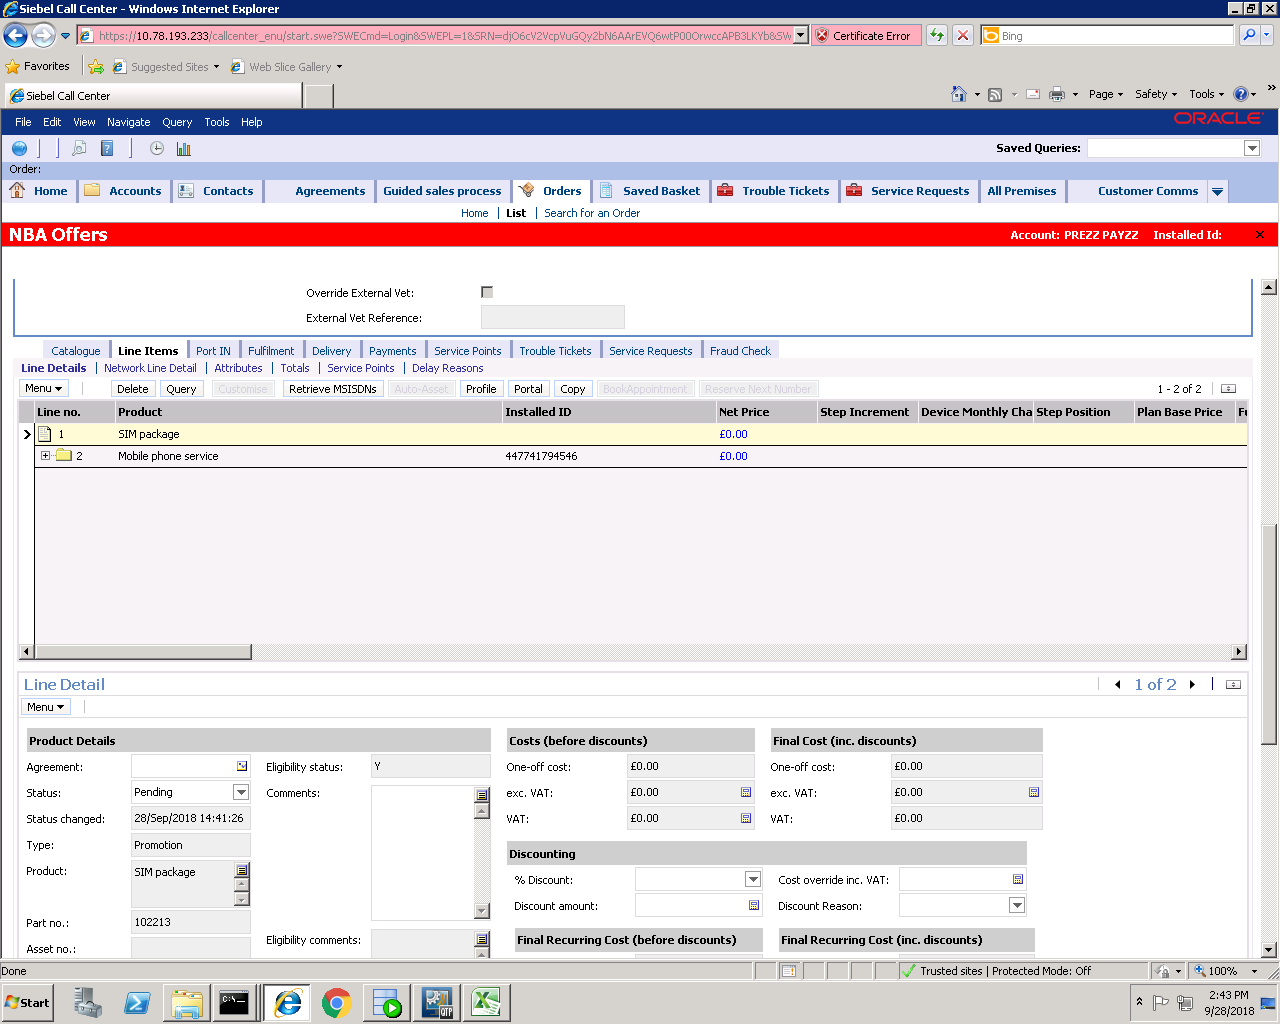 Siebel Call Center - Windows Internet Explorer
https://10.78.193.233/callcenter_enu/start.swe?SWECmd=Login&SWEPL=1&SRN=djO6cV2VcpVuGQy2bN6AArEVQ6wtP00OrwccAPB3LKYb&SW
Certificate Error
Bing
Favorites
Suggested Sites
Web Slice Gallery
Siebel Call Center
Page
Safety
Tools
File Edit View Navigate Query Tools Help
ORACLE
Saved Queries:
Order:
Home Accounts Contacts Agreements Guided sales process Orders Saved Basket Trouble Tickets Service Requests All Premises Customer Comms
Home | List | Search for an Order
NBA Offers
Account: PREZZ PAYZZ Installed Id:
Override External Vet:
External Vet Reference:
Catalogue Line Items Port IN Fulfilment Delivery Payments Service Points Trouble Tickets Service Requests Fraud Check
Line Details | Network Line Detail | Attributes | Totals | Service Points | Delay Reasons
Menu Delete Query Customise Retrieve MSISDNs Auto-Asset Profile Portal Copy BookAppointment Reserve Next Number 1 - 2 of 2
Line no. Product Installed ID Net Price Step Increment Device Monthly Cha Step Position Plan Base Price Fu
1 SIM package £0.00
2 Mobile phone service 447741794546 £0.00
Line Detail
1 of 2
Menu
Product Details
Agreement:
Status: Pending
Status changed: 28/Sep/2018 14:41:26
Type: Promotion
Product: SIM package
Part no.: 102213
Asset no.:
Eligibility status: Y
Comments:
Eligibility comments:
Costs (before discounts)
One-off cost: £0.00
exc. VAT: £0.00
VAT: £0.00
Final Cost (inc. discounts)
One-off cost: £0.00
exc. VAT: £0.00
VAT: £0.00
Discounting
% Discount:
Cost override inc. VAT:
Discount amount:
Discount Reason:
Final Recurring Cost (before discounts)
Final Recurring Cost (inc. discounts)
Done
Trusted sites | Protected Mode: Off
100%
Start
C:\
QTP
2:43 PM
9/28/2018